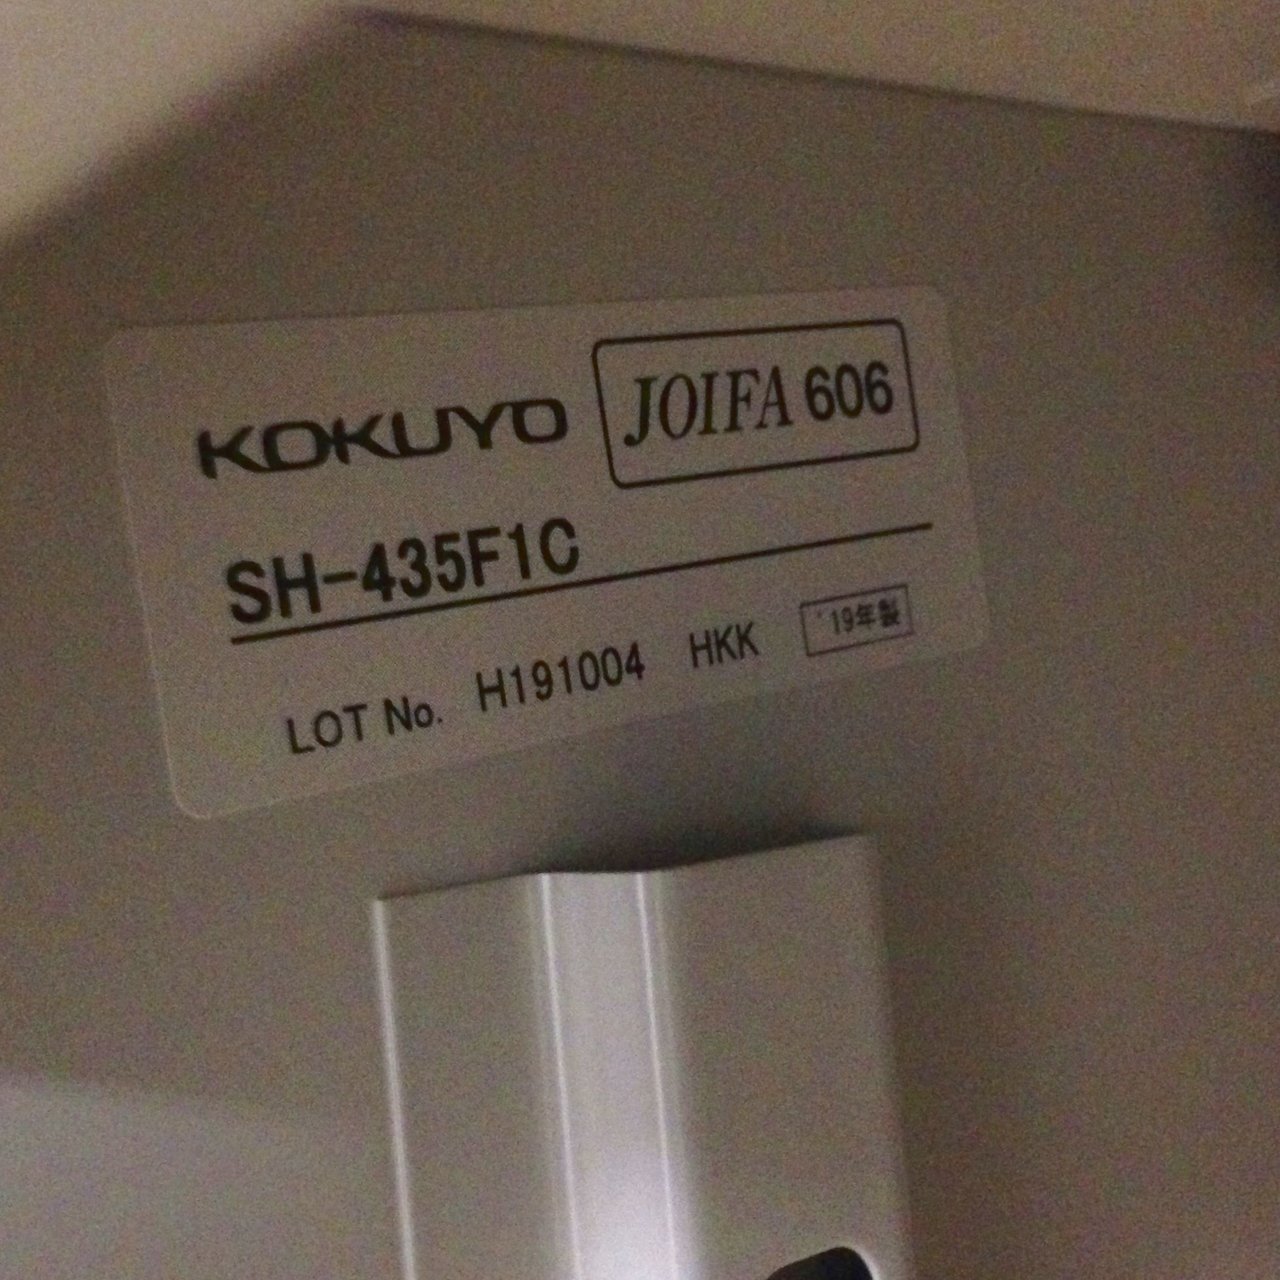 KOKUYO JOIFA 606
SH-435F1C
LOT No. H191004 HKK '19年製